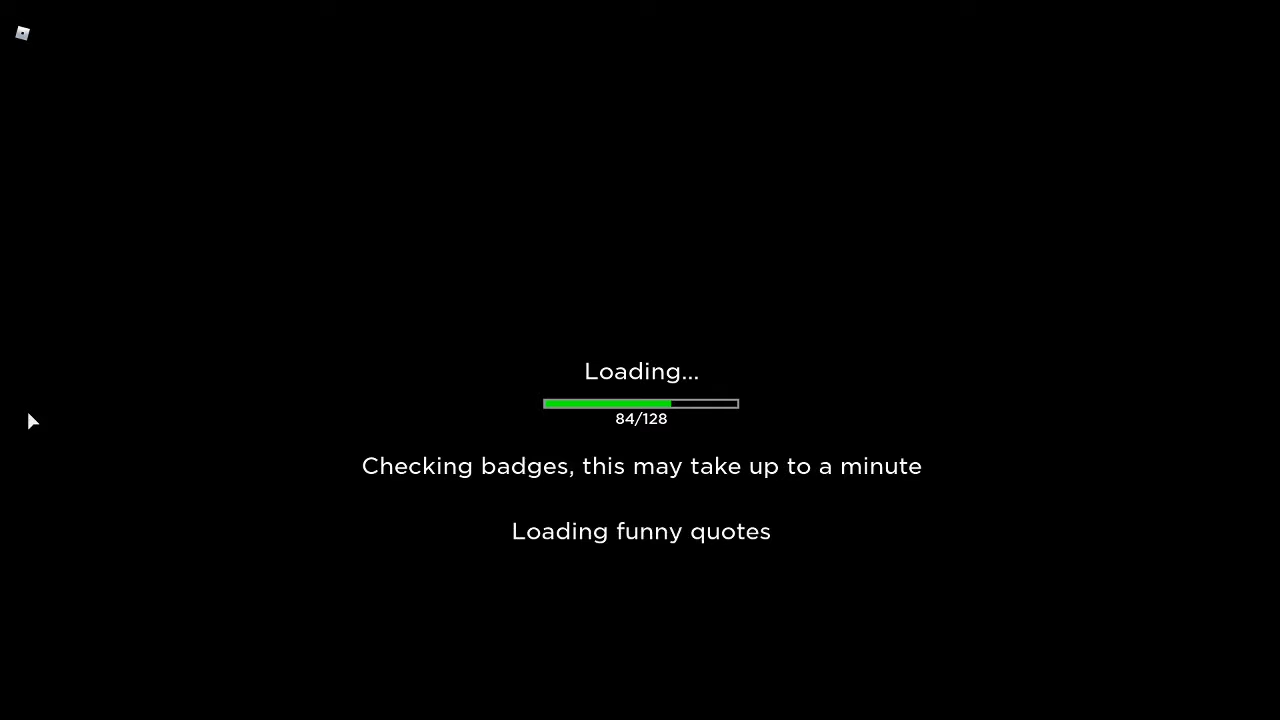 Loading...
84/128
Checking badges, this may take up to a minute
Loading funny quotes